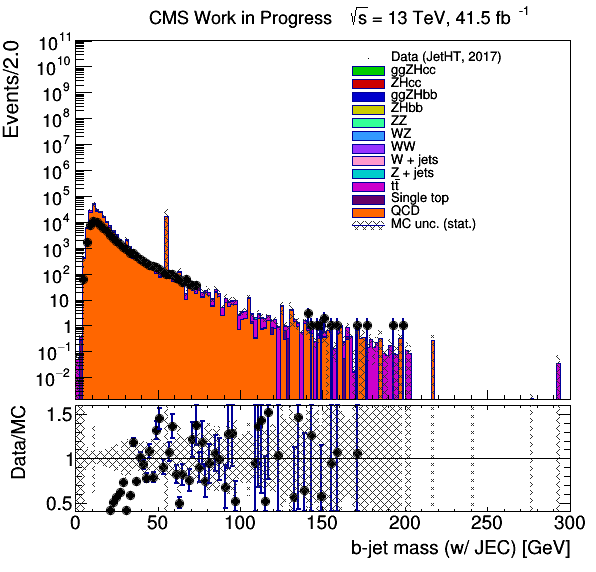 CMS Work in Progress √s = 13 TeV, 41.5 fb⁻¹
Events/2.0
10¹¹
10¹⁰
10⁹
10⁸
10⁷
10⁶
10⁵
10⁴
10³
10²
10
1
10⁻¹
10⁻²
Data (JetHT, 2017)
ggZHcc
ZHcc
ggZHbb
ZHbb
ZZ
WZ
WW
W + jets
Z + jets
tt̄
Single top
QCD
MC unc. (stat.)
Data/MC
1.5
1
0.5
0 50 100 150 200 250 300
b-jet mass (w/ JEC) [GeV]